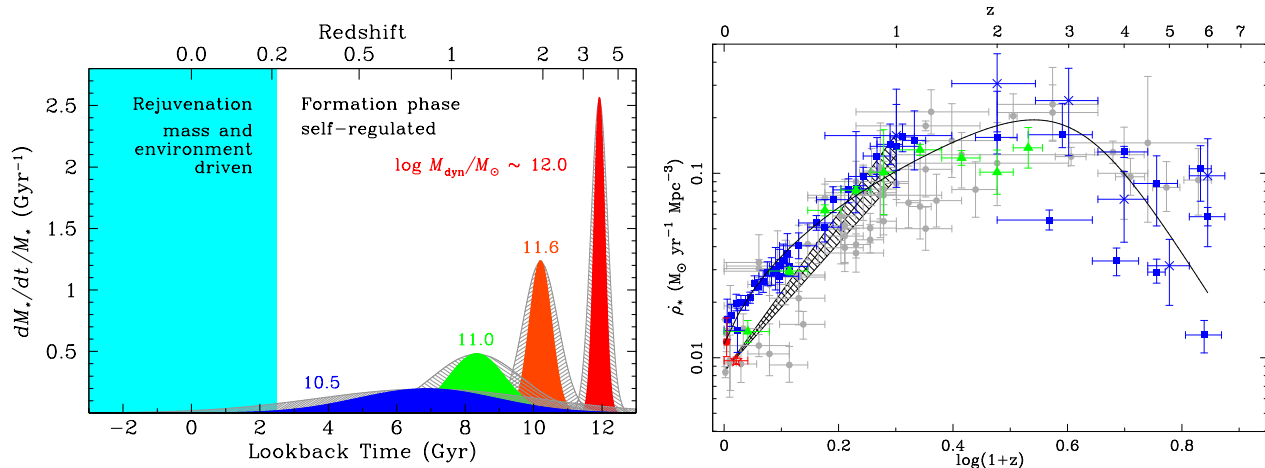 Redshift
0.0 0.2 0.5 1 2 3 5
Rejuvenation
mass and
environment
driven
Formation phase
self-regulated
log M_dyn/M_⊙ ~ 12.0
11.6
11.0
10.5
2.5
2
1.5
1
0.5
dM_*/dt/M_* (Gyr⁻¹)
−2 0 2 4 6 8 10 12
Lookback Time (Gyr)
z
0 1 2 3 4 5 6 7
0.1
0.01
ρ̇_* (M_⊙ yr⁻¹ Mpc⁻³)
0 0.2 0.4 0.6 0.8
log(1+z)